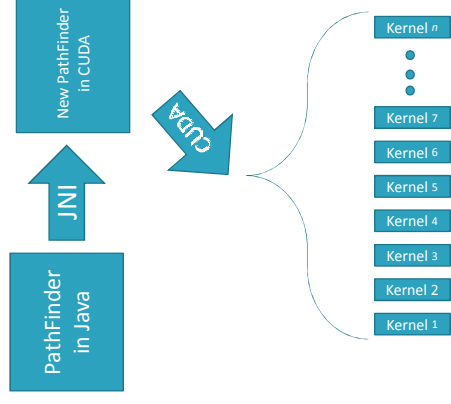 New PathFinder
in CUDA
JNI
PathFinder
in Java
CUDA
Kernel n
Kernel 7
Kernel 6
Kernel 5
Kernel 4
Kernel 3
Kernel 2
Kernel 1